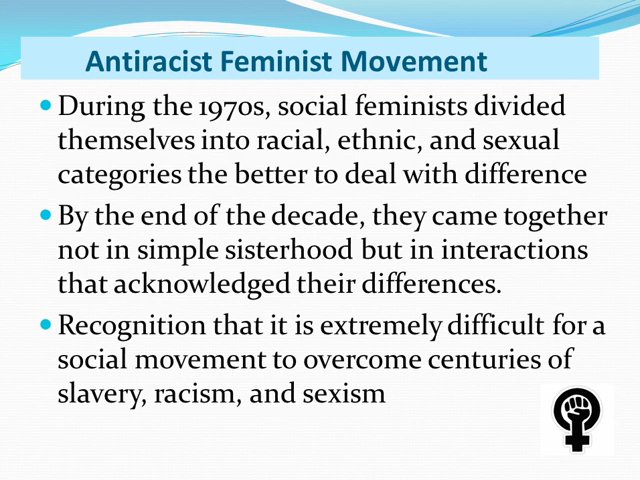 Antiracist Feminist Movement
• During the 1970s, social feminists divided
themselves into racial, ethnic, and sexual
categories the better to deal with difference
• By the end of the decade, they came together
not in simple sisterhood but in interactions
that acknowledged their differences.
• Recognition that it is extremely difficult for a
social movement to overcome centuries of
slavery, racism, and sexism